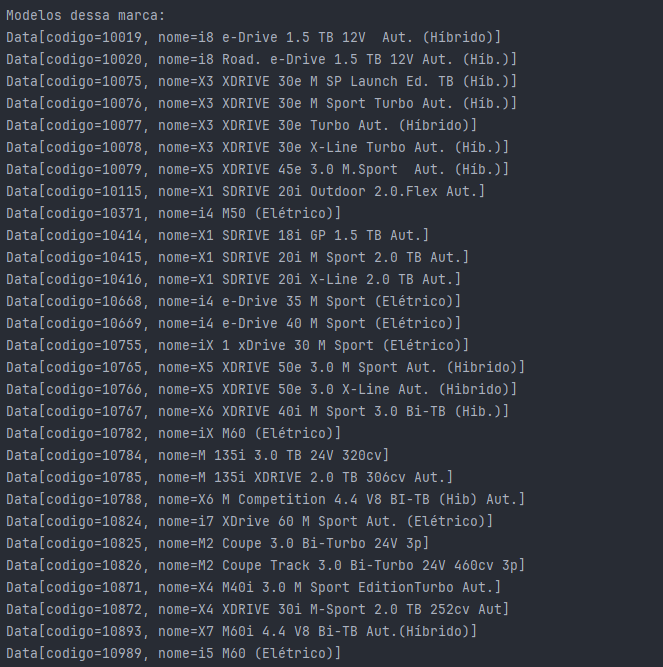 Modelos dessa marca:
Data[codigo=10019, nome=i8 e-Drive 1.5 TB 12V  Aut. (Híbrido)]
Data[codigo=10020, nome=i8 Road. e-Drive 1.5 TB 12V Aut. (Híb.)]
Data[codigo=10075, nome=X3 XDRIVE 30e M SP Launch Ed. TB (Híb.)]
Data[codigo=10076, nome=X3 XDRIVE 30e M Sport Turbo Aut. (Híb.)]
Data[codigo=10077, nome=X3 XDRIVE 30e Turbo Aut. (Híbrido)]
Data[codigo=10078, nome=X3 XDRIVE 30e X-Line Turbo Aut. (Híb.)]
Data[codigo=10079, nome=X5 XDRIVE 45e 3.0 M.Sport  Aut. (Híb.)]
Data[codigo=10115, nome=X1 SDRIVE 20i Outdoor 2.0.Flex Aut.]
Data[codigo=10371, nome=i4 M50 (Elétrico)]
Data[codigo=10414, nome=X1 SDRIVE 18i GP 1.5 TB Aut.]
Data[codigo=10415, nome=X1 SDRIVE 20i M Sport 2.0 TB Aut.]
Data[codigo=10416, nome=X1 SDRIVE 20i X-Line 2.0 TB Aut.]
Data[codigo=10668, nome=i4 e-Drive 35 M Sport (Elétrico)]
Data[codigo=10669, nome=i4 e-Drive 40 M Sport (Elétrico)]
Data[codigo=10755, nome=iX 1 xDrive 30 M Sport (Elétrico)]
Data[codigo=10765, nome=X5 XDRIVE 50e 3.0 M Sport Aut. (Hibrido)]
Data[codigo=10766, nome=X5 XDRIVE 50e 3.0 X-Line Aut. (Hibrido)]
Data[codigo=10767, nome=X6 XDRIVE 40i M Sport 3.0 Bi-TB (Hib.)]
Data[codigo=10782, nome=iX M60 (Elétrico)]
Data[codigo=10784, nome=M 135i 3.0 TB 24V 320cv]
Data[codigo=10785, nome=M 135i XDRIVE 2.0 TB 306cv Aut.]
Data[codigo=10788, nome=X6 M Competition 4.4 V8 BI-TB (Hib) Aut.]
Data[codigo=10824, nome=i7 XDrive 60 M Sport Aut. (Elétrico)]
Data[codigo=10825, nome=M2 Coupe 3.0 Bi-Turbo 24V 3p]
Data[codigo=10826, nome=M2 Coupe Track 3.0 Bi-Turbo 24V 460cv 3p]
Data[codigo=10871, nome=X4 M40i 3.0 M Sport EditionTurbo Aut.]
Data[codigo=10872, nome=X4 XDRIVE 30i M-Sport 2.0 TB 252cv Aut]
Data[codigo=10893, nome=X7 M60i 4.4 V8 Bi-TB Aut.(Híbrido)]
Data[codigo=10989, nome=i5 M60 (Elétrico)]